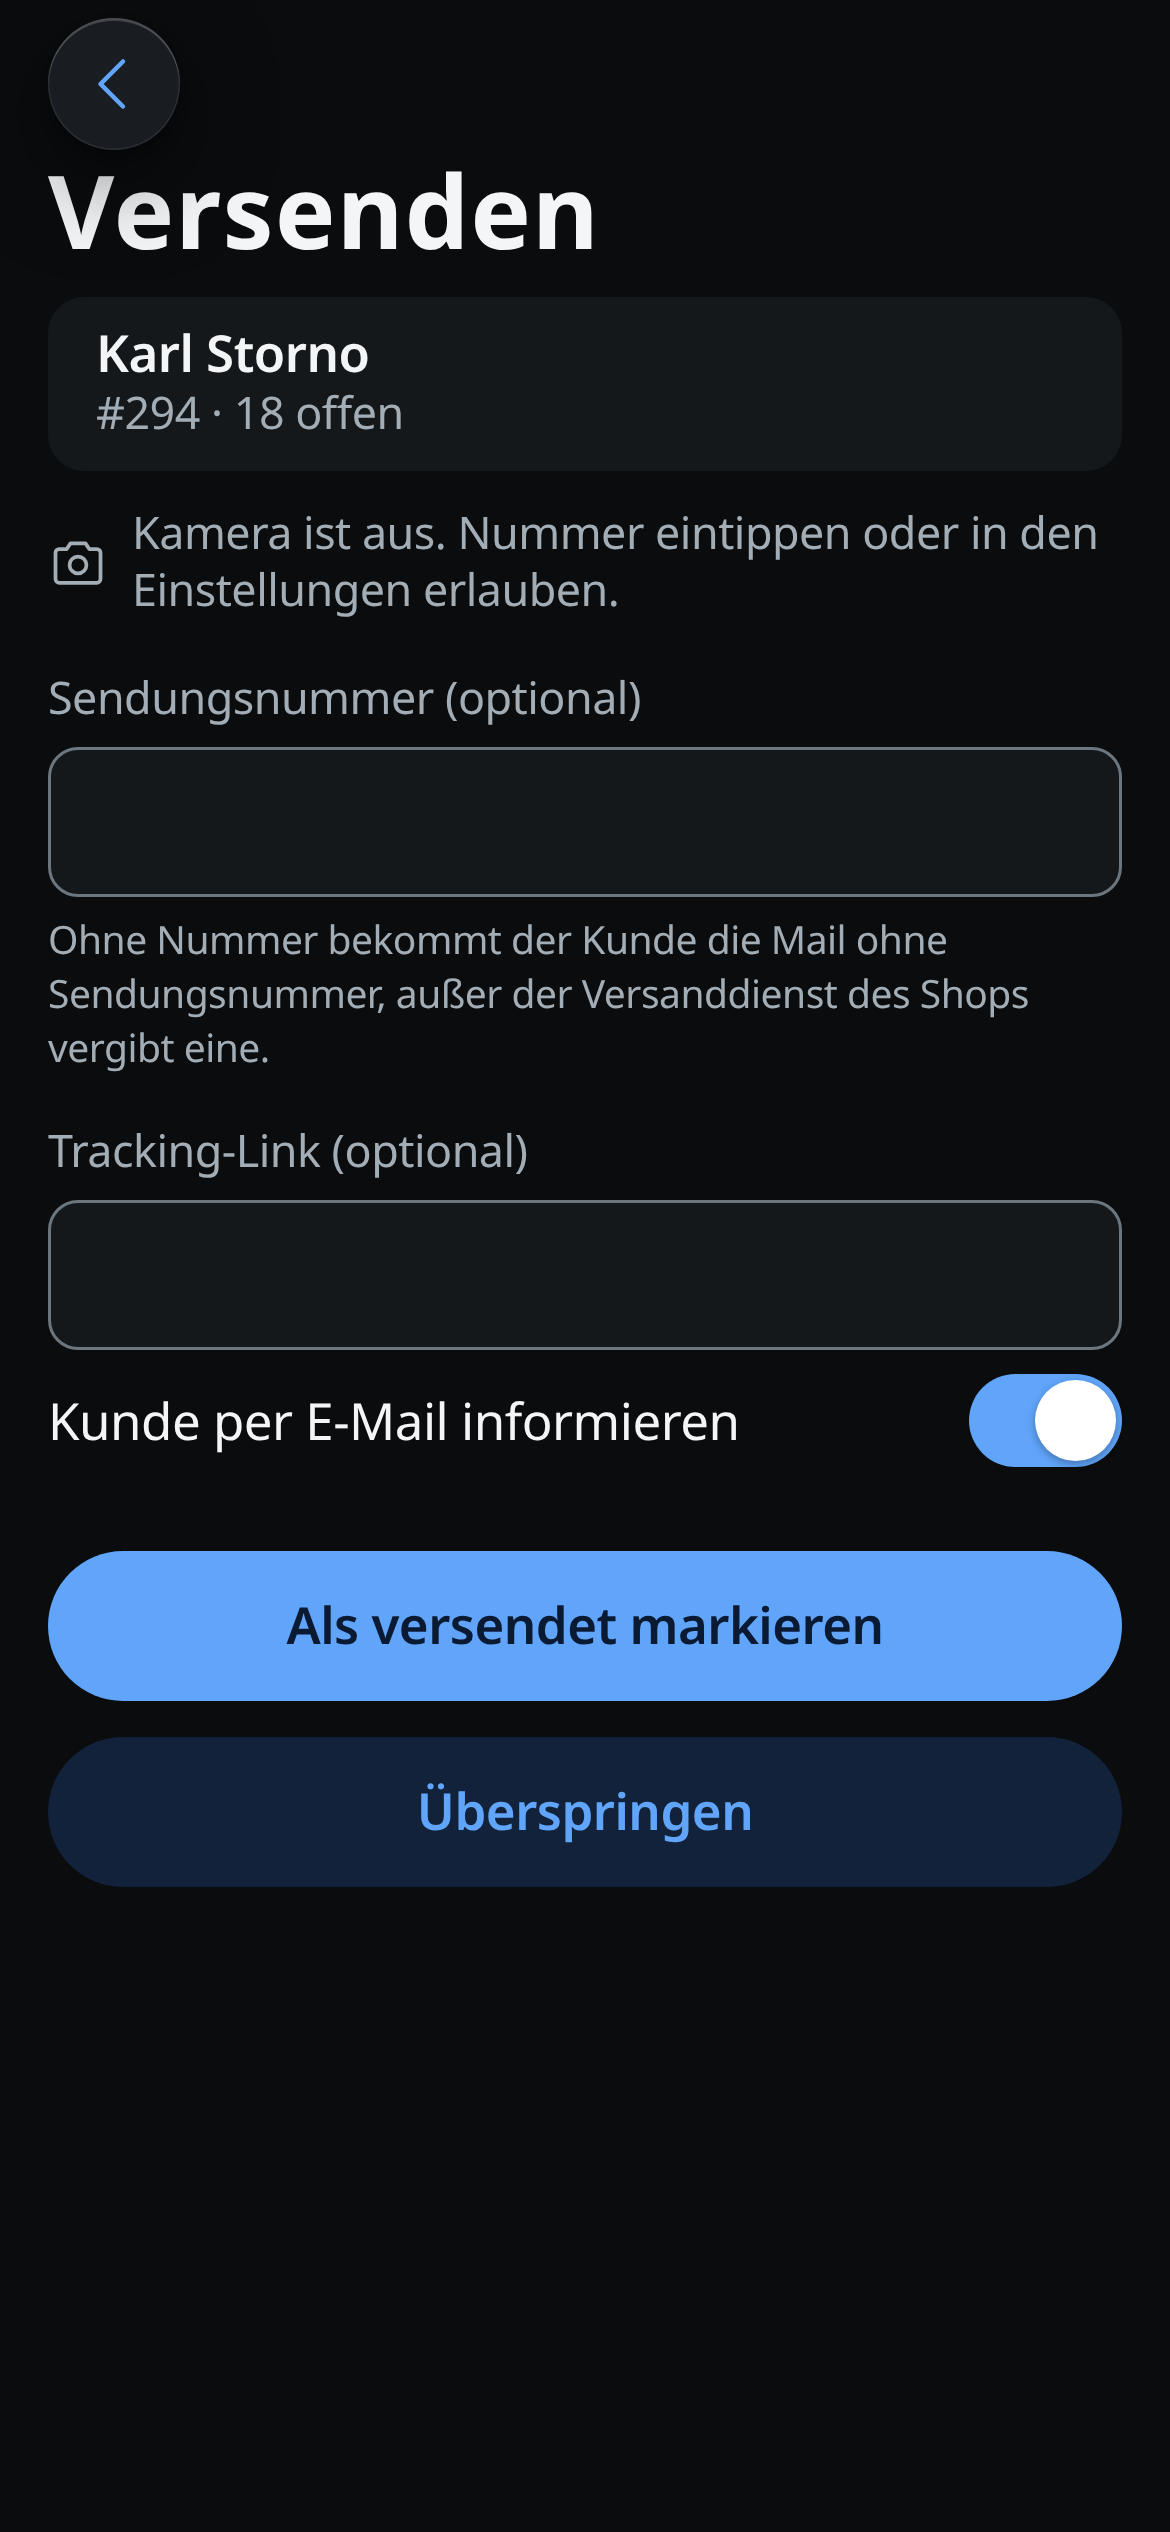 Versenden
Karl Storno
#294 · 18 offen
Kamera ist aus. Nummer eintippen oder in den
Einstellungen erlauben.
Sendungsnummer (optional)
Ohne Nummer bekommt der Kunde die Mail ohne
Sendungsnummer, außer der Versanddienst des Shops
vergibt eine.
Tracking-Link (optional)
Kunde per E-Mail informieren
Als versendet markieren
Überspringen